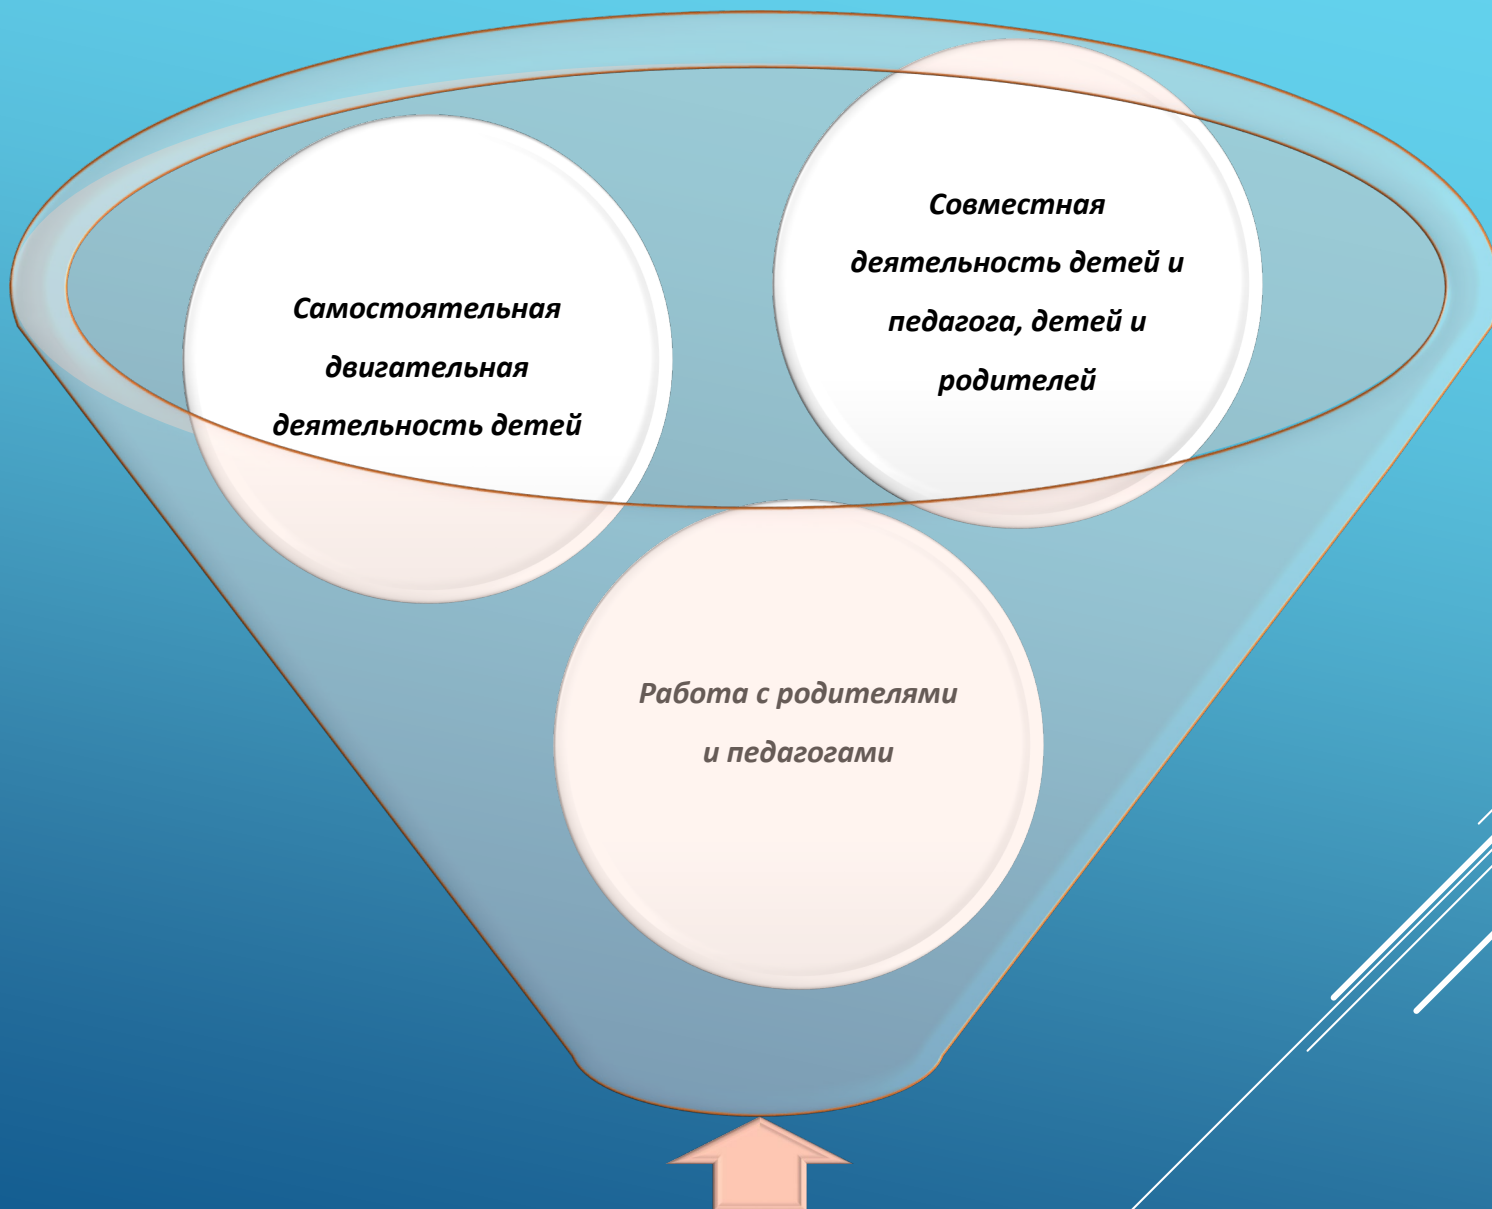 Самостоятельная
двигательная
деятельность детей
Совместная
деятельность детей и
педагога, детей и
родителей
Работа с родителями
и педагогами